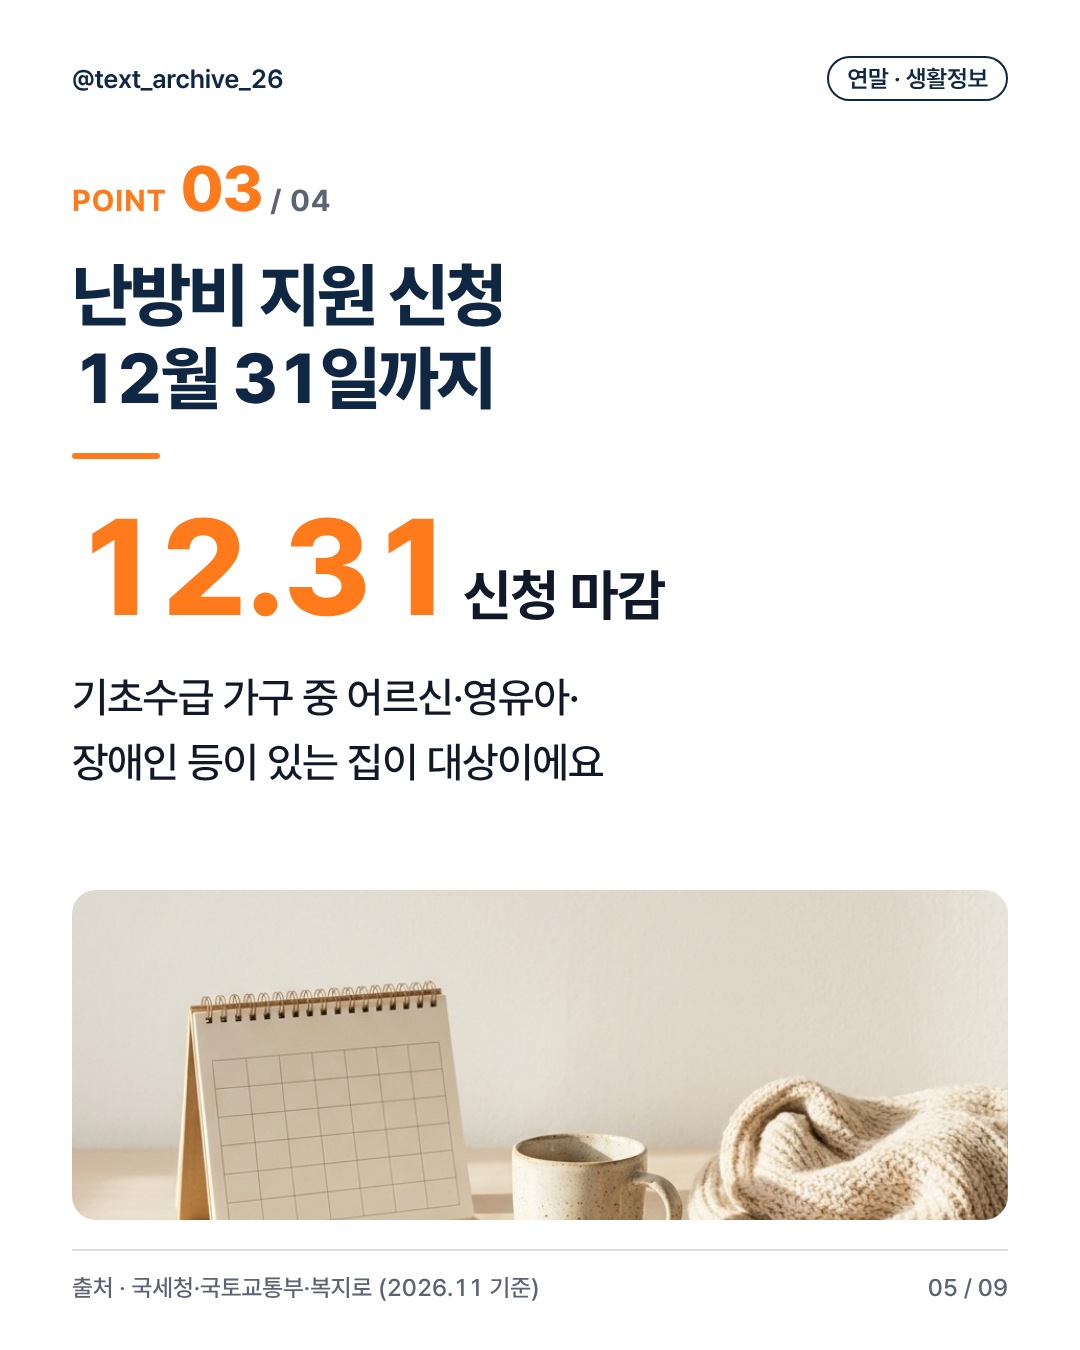 @text_archive_26
연말 · 생활정보
POINT 03 / 04
난방비 지원 신청
12월 31일까지
12.31 신청 마감
기초수급 가구 중 어르신·영유아·
장애인 등이 있는 집이 대상이에요
출처 · 국세청·국토교통부·복지로 (2026.11 기준)
05 / 09